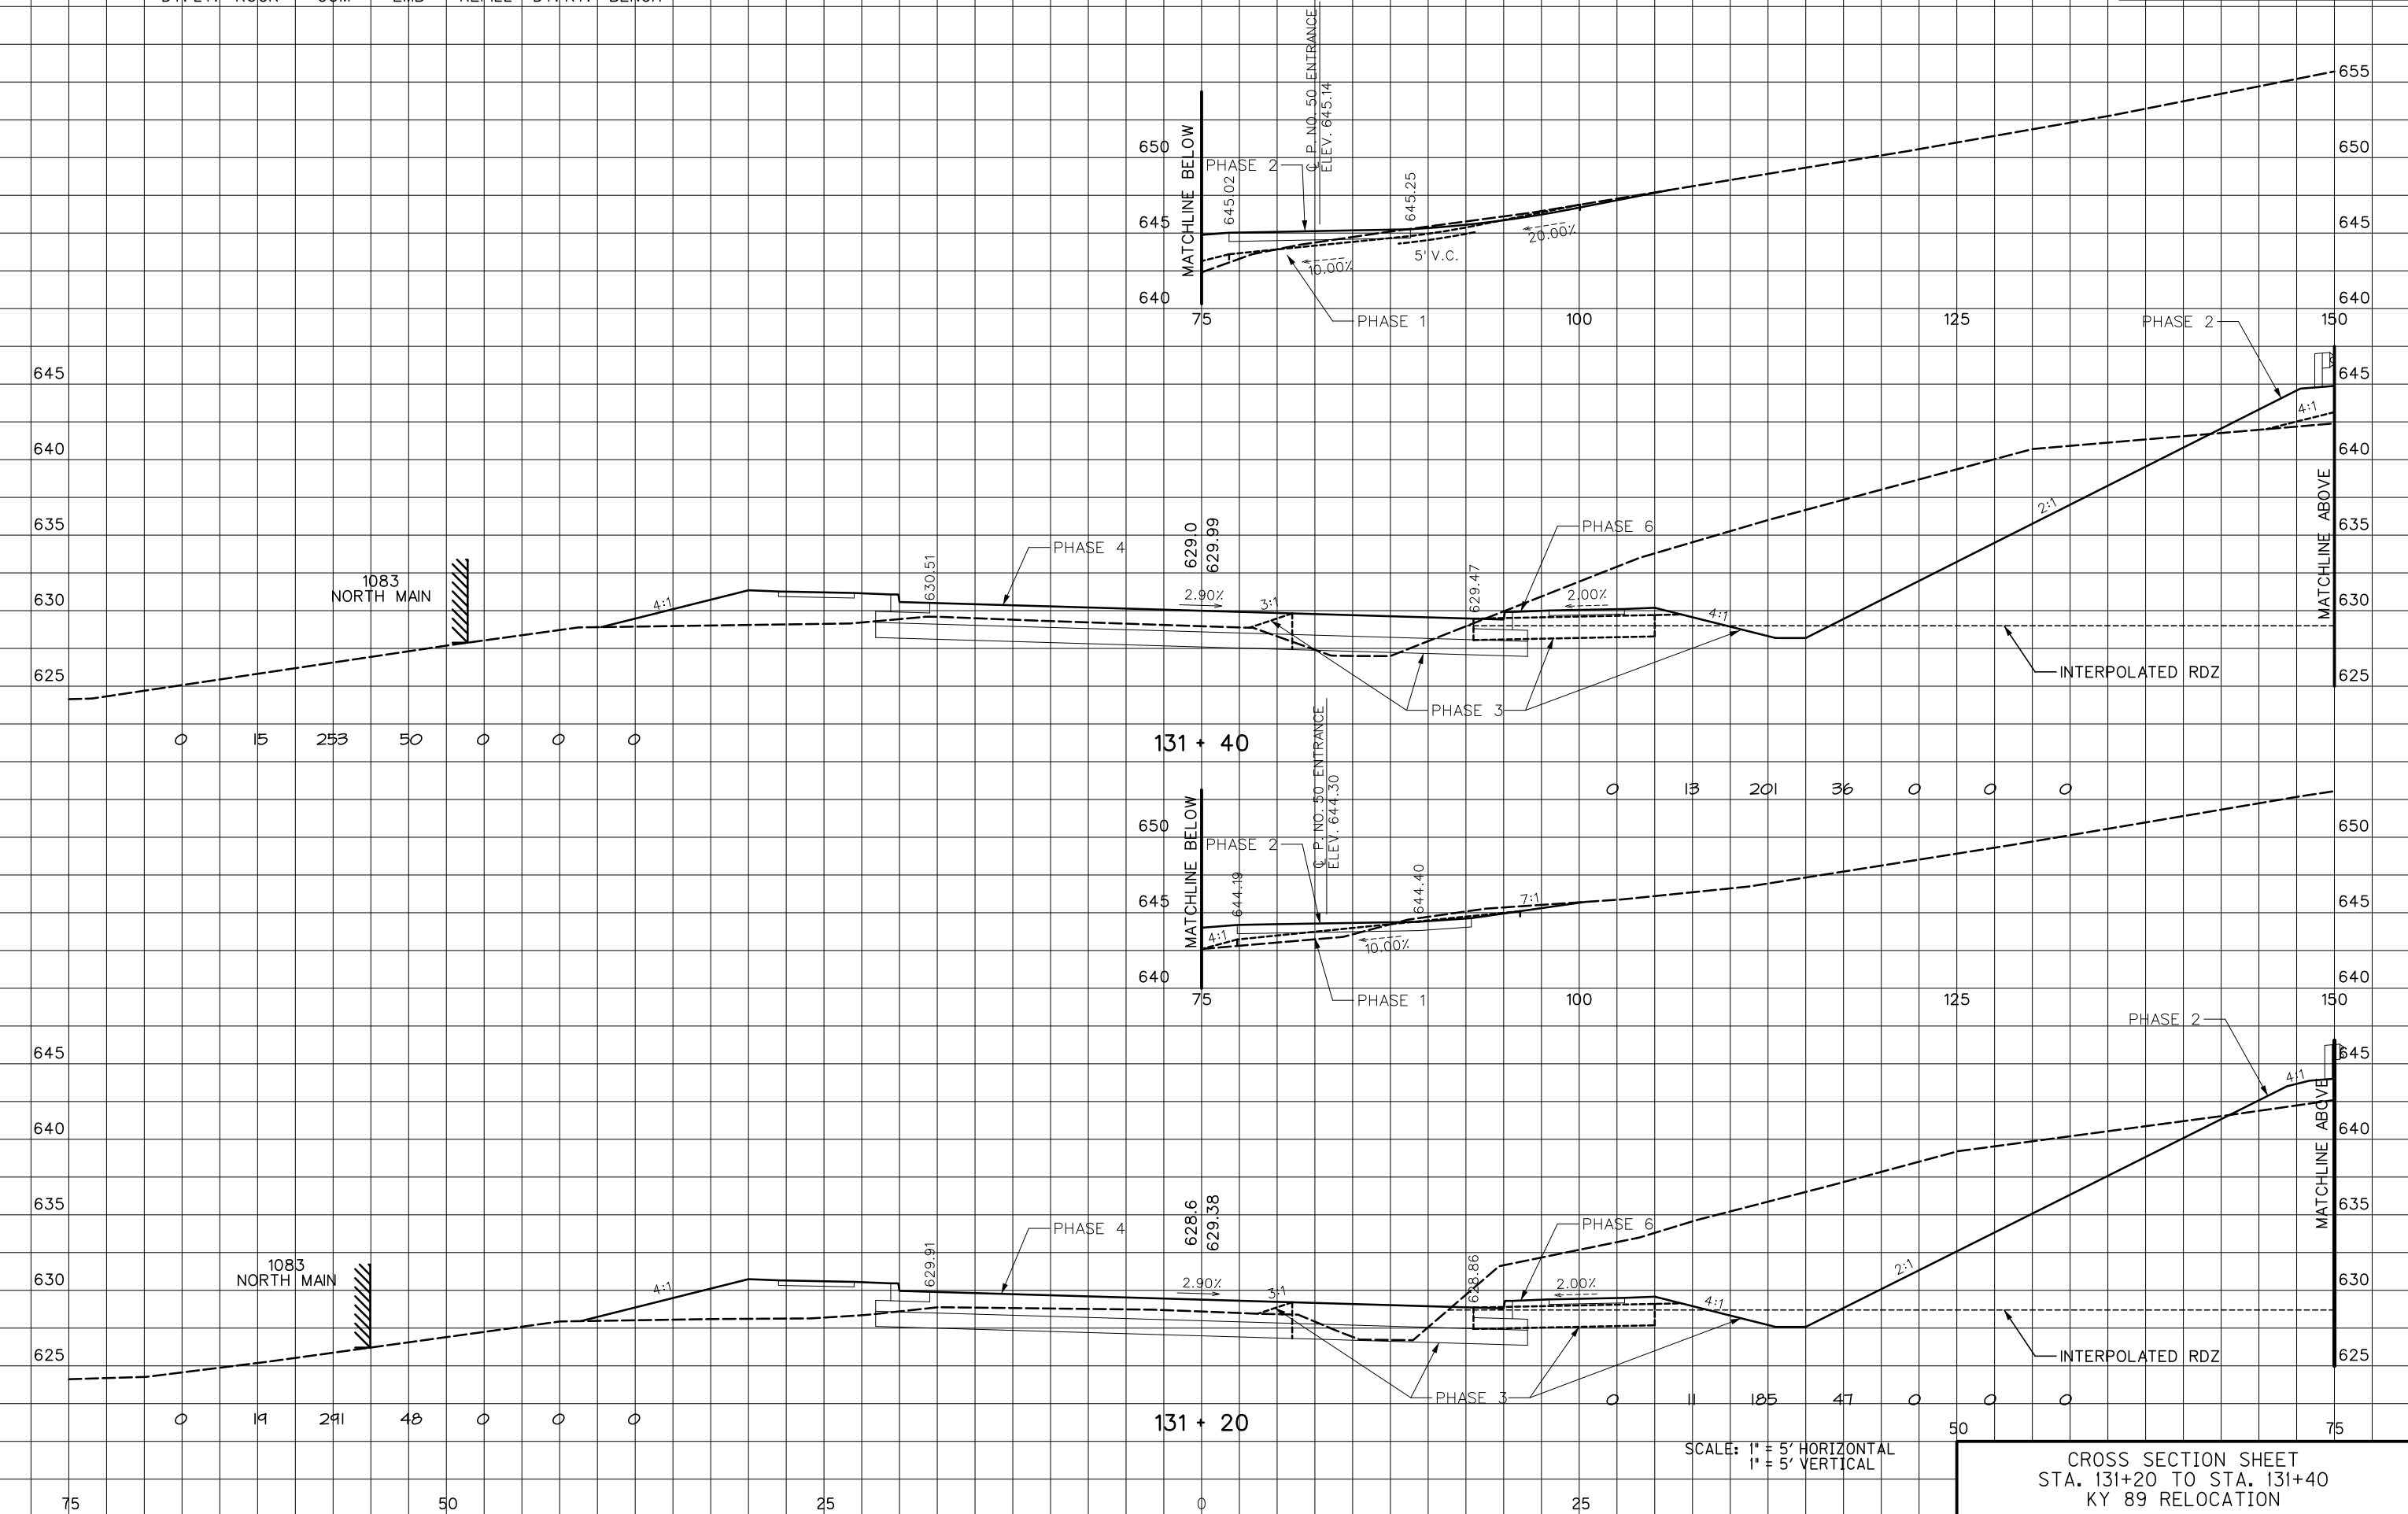 655
650 650
MATCHLINE BELOW
PHASE 2
℄ P. NO. 50 ENTRANCE
ELEV. 645.14
645.02
645.25
645 645
20.00%
5' V.C.
10.00%
640 640
75 100 125 150
PHASE 1
PHASE 2
645 645
4:1
640 640
MATCHLINE ABOVE
2:1
635 635
629.0
629.99
PHASE 6
PHASE 4
630.51
629.47
1083
NORTH MAIN
630 630
4:1
2.90%
3:1
2.00%
4:1
625 625
INTERPOLATED RDZ
PHASE 3
0 15 253 50 0 0 0
131 + 40
0 13 201 36 0 0 0
650 650
MATCHLINE BELOW
PHASE 2
℄ P. NO. 50 ENTRANCE
ELEV. 644.30
644.19
644.40
645 645
7:1
4:1
10.00%
640 640
75 100 125 150
PHASE 1
PHASE 2
645 645
4:1
640 640
MATCHLINE ABOVE
635 635
628.6
629.38
PHASE 4
PHASE 6
629.91
628.86
1083
NORTH MAIN
2:1
630 630
4:1
2.90%
3:1
2.00%
4:1
625 625
INTERPOLATED RDZ
PHASE 3
0 11 185 47 0 0 0
0 19 291 48 0 0 0
131 + 20
50 75
SCALE: 1" = 5' HORIZONTAL
1" = 5' VERTICAL
CROSS SECTION SHEET
STA. 131+20 TO STA. 131+40
KY 89 RELOCATION
75 50 25 0 25